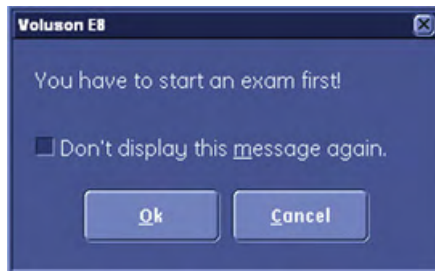 Voluson E8
You have to start an exam first!
Don't display this message again.
Ok
Cancel